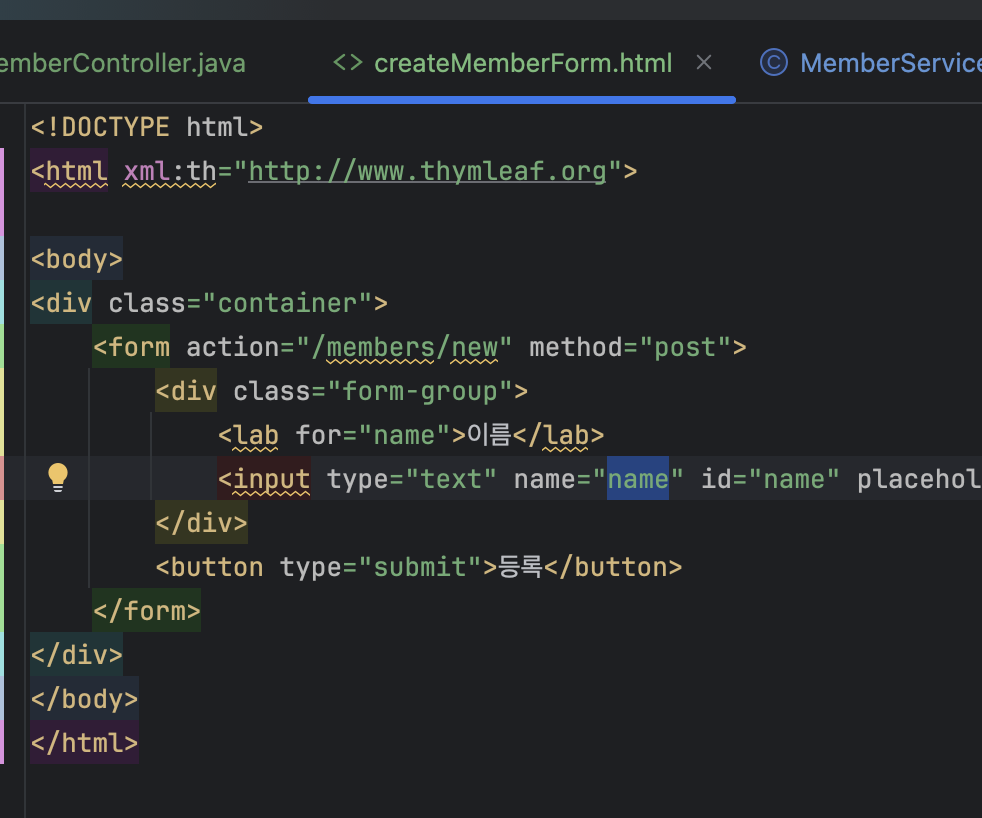 emberController.java <> createMemberForm.html × © MemberService
<!DOCTYPE html>
<html xml:th="http://www.thymleaf.org">
<body>
<div class="container">
<form action="/members/new" method="post">
<div class="form-group">
<lab for="name">이름</lab>
<input type="text" name="name" id="name" placehol
</div>
<button type="submit">등록</button>
</form>
</div>
</body>
</html>